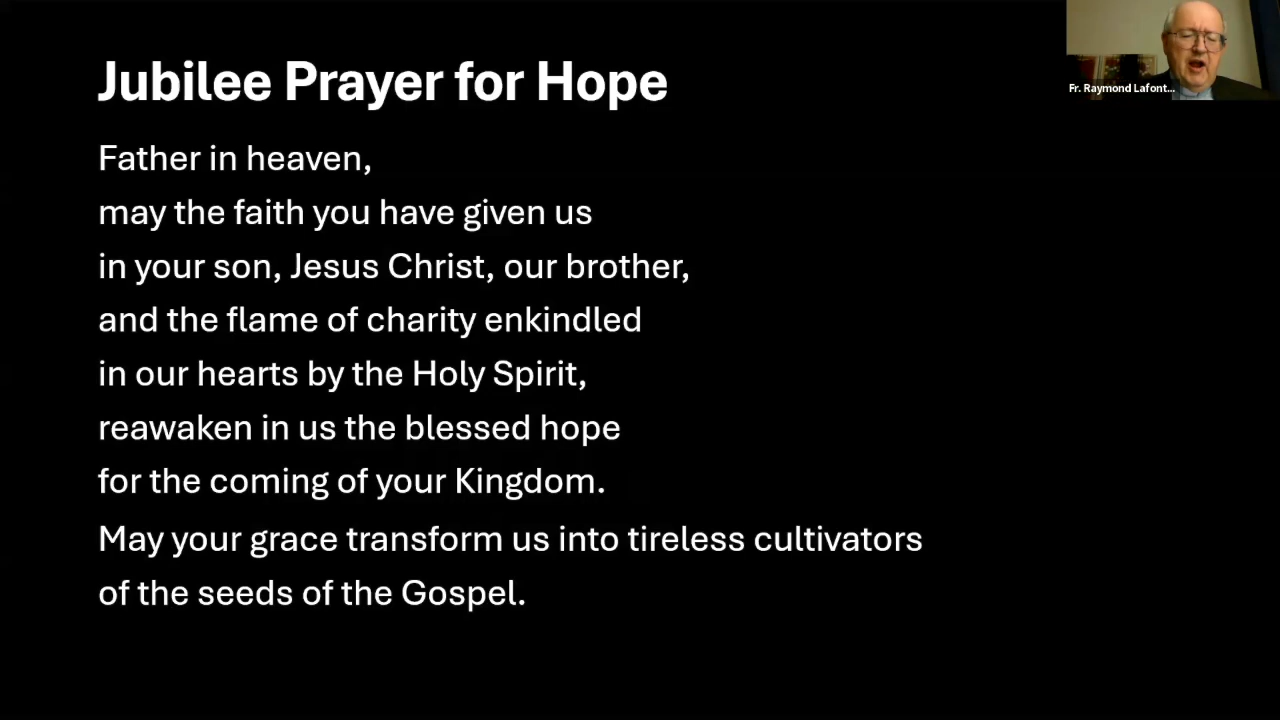 Jubilee Prayer for Hope
Fr. Raymond Lafont...
Father in heaven,
may the faith you have given us
in your son, Jesus Christ, our brother,
and the flame of charity enkindled
in our hearts by the Holy Spirit,
reawaken in us the blessed hope
for the coming of your Kingdom.
May your grace transform us into tireless cultivators
of the seeds of the Gospel.